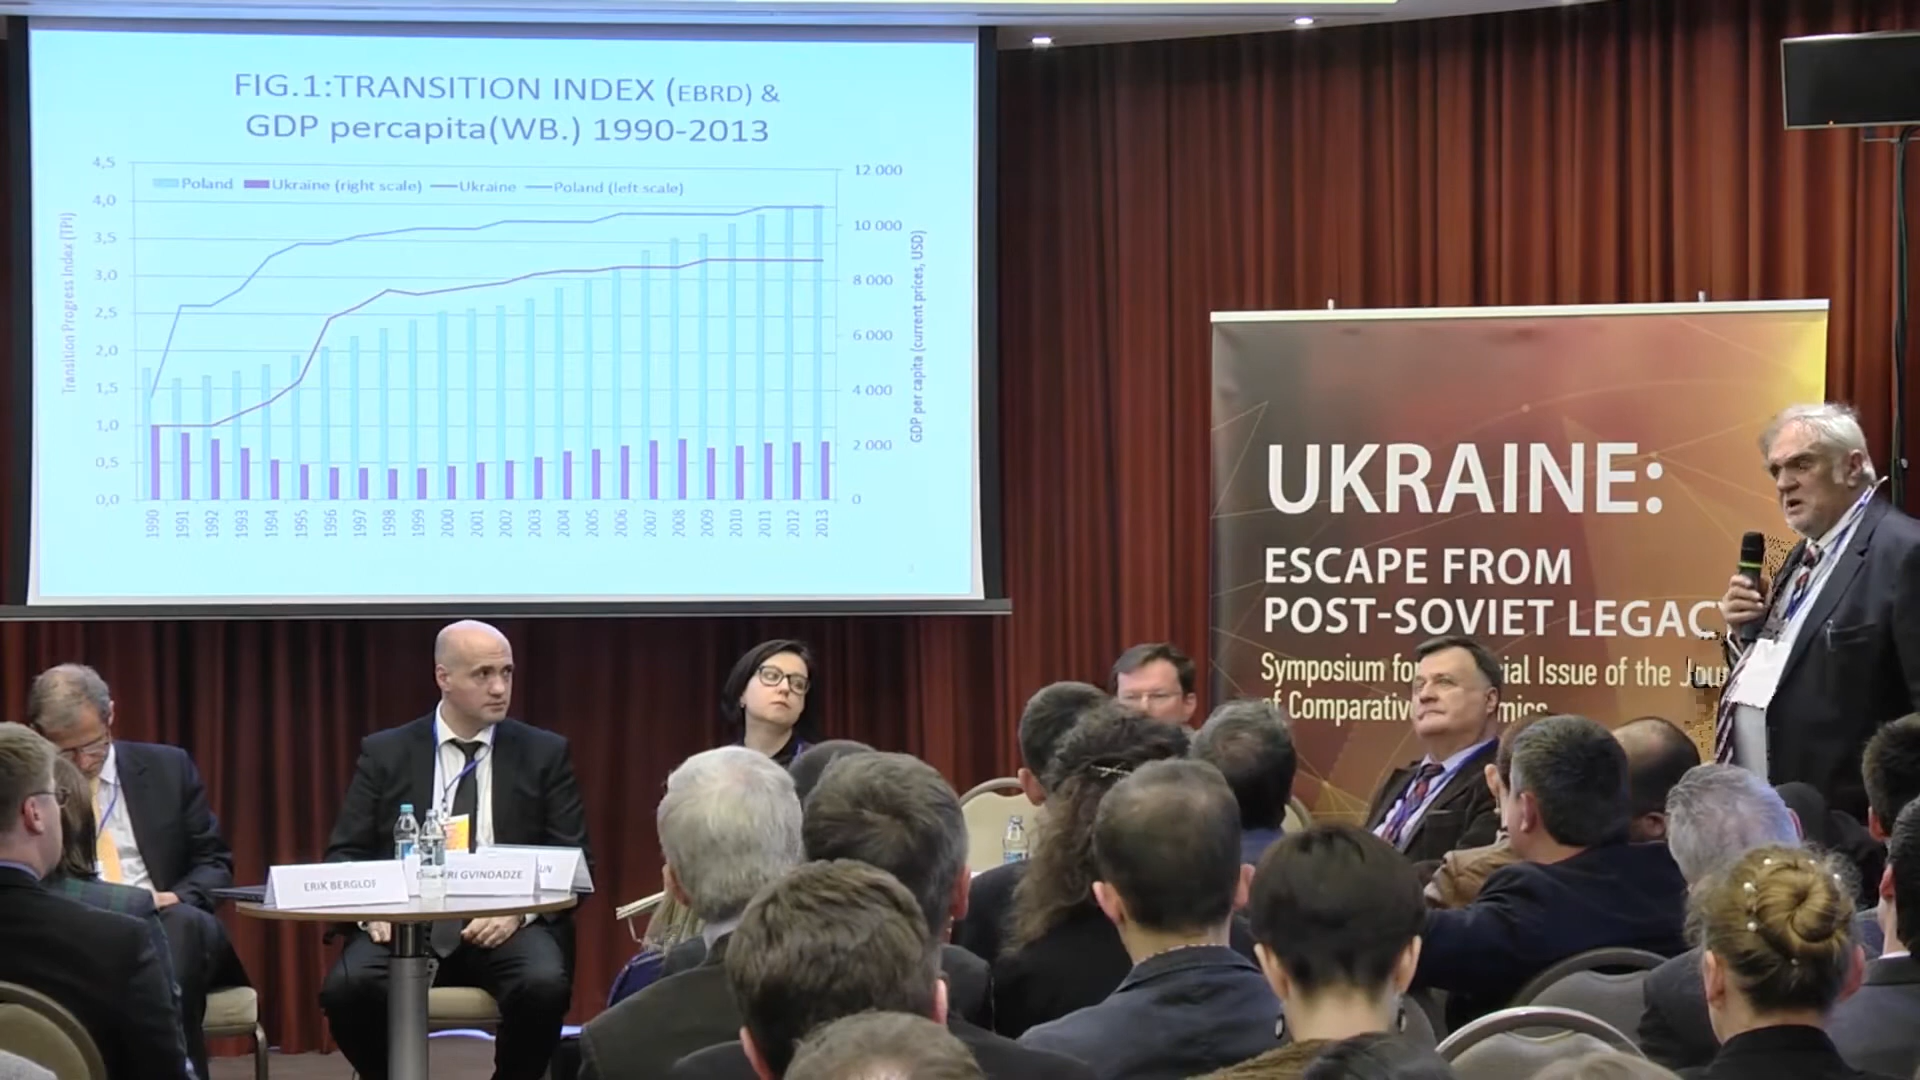 FIG.1:TRANSITION INDEX (EBRD) &
GDP percapita(WB.) 1990-2013
Poland
Ukraine (right scale)
Ukraine
Poland (left scale)
Transition Progress Index (TPI)
4,5
4,0
3,5
3,0
2,5
2,0
1,5
1,0
0,5
0,0
12 000
10 000
8 000
6 000
4 000
2 000
0
GDP per capita (current prices, USD)
1990 1991 1992 1993 1994 1995 1996 1997 1998 1999 2000 2001 2002 2003 2004 2005 2006 2007 2008 2009 2010 2011 2012 2013
UKRAINE:
ESCAPE FROM
POST-SOVIET LEGACY
Symposium for ial Issue of the Jou
of Comparativ mics
ERIK BERGLOF
RI GVINDADZE
UN